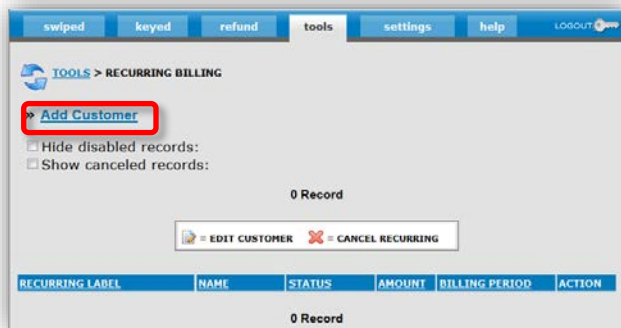 swiped keyed refund tools settings help LOGOUT
TOOLS > RECURRING BILLING
» Add Customer
Hide disabled records:
Show canceled records:
0 Record
= EDIT CUSTOMER = CANCEL RECURRING
RECURRING LABEL NAME STATUS AMOUNT BILLING PERIOD ACTION
0 Record